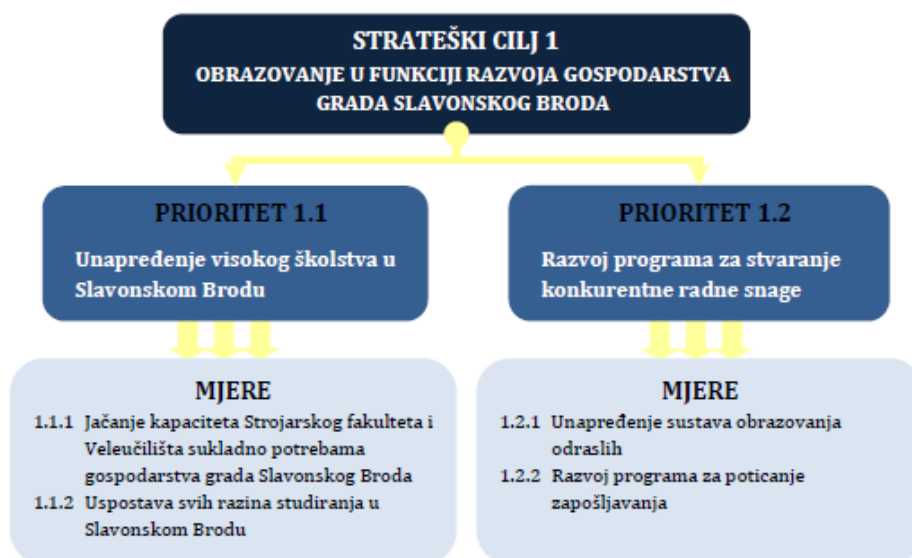 STRATEŠKI CILJ 1
OBRAZOVANJE U FUNKCIJI RAZVOJA GOSPODARSTVA
GRADA SLAVONSKOG BRODA
PRIORITET 1.1
Unapređenje visokog školstva u
Slavonskom Brodu
PRIORITET 1.2
Razvoj programa za stvaranje
konkurentne radne snage
MJERE
1.1.1 Jačanje kapaciteta Strojarskog fakulteta i
Veleučilišta sukladno potrebama
gospodarstva grada Slavonskog Broda
1.1.2 Uspostava svih razina studiranja u
Slavonskom Brodu
MJERE
1.2.1 Unapređenje sustava obrazovanja
odraslih
1.2.2 Razvoj programa za poticanje
zapošljavanja